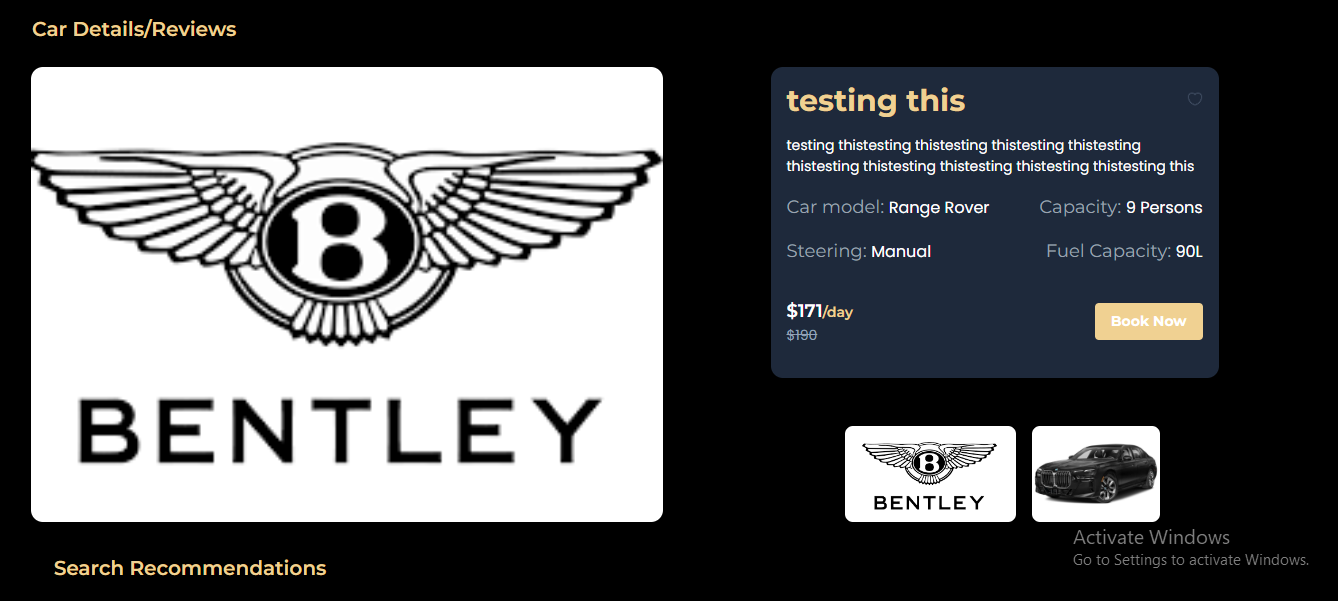 Car Details/Reviews
B
BENTLEY
testing this
testing thistesting thistesting thistesting thistesting
thistesting thistesting thistesting thistesting thistesting this
Car model: Range Rover
Capacity: 9 Persons
Steering: Manual
Fuel Capacity: 90L
$171/day
$190
Book Now
B
BENTLEY
Activate Windows
Go to Settings to activate Windows.
Search Recommendations